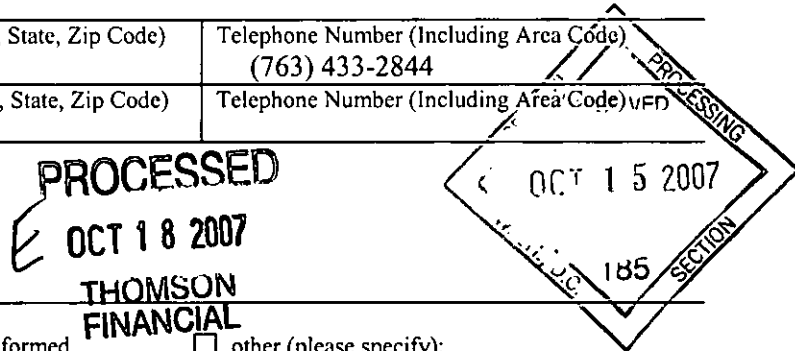 State, Zip Code) Telephone Number (Including Area Code)
(763) 433-2844
, State, Zip Code) Telephone Number (Including Area Code)
PROCESSED
OCT 18 2007
THOMSON
FINANCIAL
PROCESSING
OCT 15 2007
D.C.
185
SECTION
formed
☐ other (please specify):